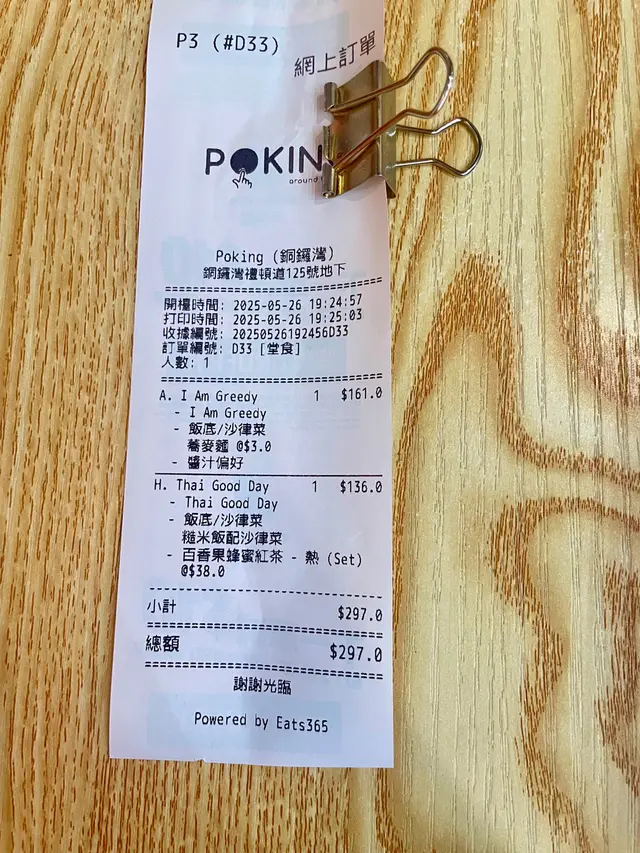 P3 (#D33)
網上訂單
POKIN
around
Poking (銅鑼灣)
銅鑼灣禮頓道125號地下
開檯時間: 2025-05-26 19:24:57
打印時間: 2025-05-26 19:25:03
收據編號: 20250526192456D33
訂單編號: D33 [堂食]
人數: 1
A. I Am Greedy 1 $161.0
- I Am Greedy
- 飯底/沙律菜
蕎麥麵 @$3.0
- 醬汁偏好
H. Thai Good Day 1 $136.0
- Thai Good Day
- 飯底/沙律菜
糙米飯配沙律菜
- 百香果蜂蜜紅茶 - 熱 (Set)
@$38.0
小計 $297.0
總額 $297.0
謝謝光臨
Powered by Eats365